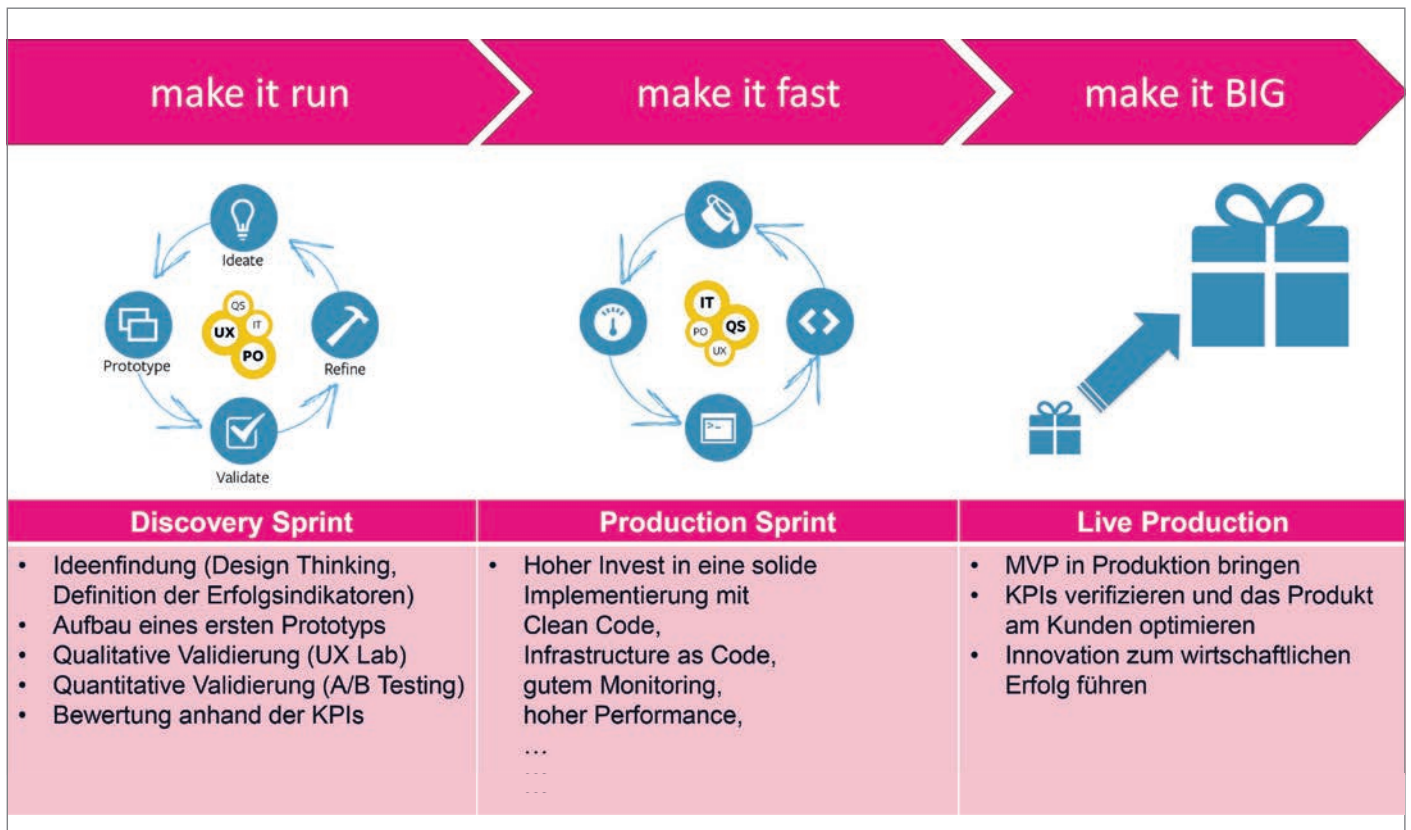 make it run
make it fast
make it BIG
Ideate
Prototype
QS
IT
UX
PO
Refine
Validate
IT
PO
QS
UX
>_
Discovery Sprint
• Ideenfindung (Design Thinking,
Definition der Erfolgsindikatoren)
• Aufbau eines ersten Prototyps
• Qualitative Validierung (UX Lab)
• Quantitative Validierung (A/B Testing)
• Bewertung anhand der KPIs
Production Sprint
• Hoher Invest in eine solide
Implementierung mit
Clean Code,
Infrastructure as Code,
gutem Monitoring,
hoher Performance,
…
...
...
Live Production
• MVP in Produktion bringen
• KPIs verifizieren und das Produkt
am Kunden optimieren
• Innovation zum wirtschaftlichen
Erfolg führen